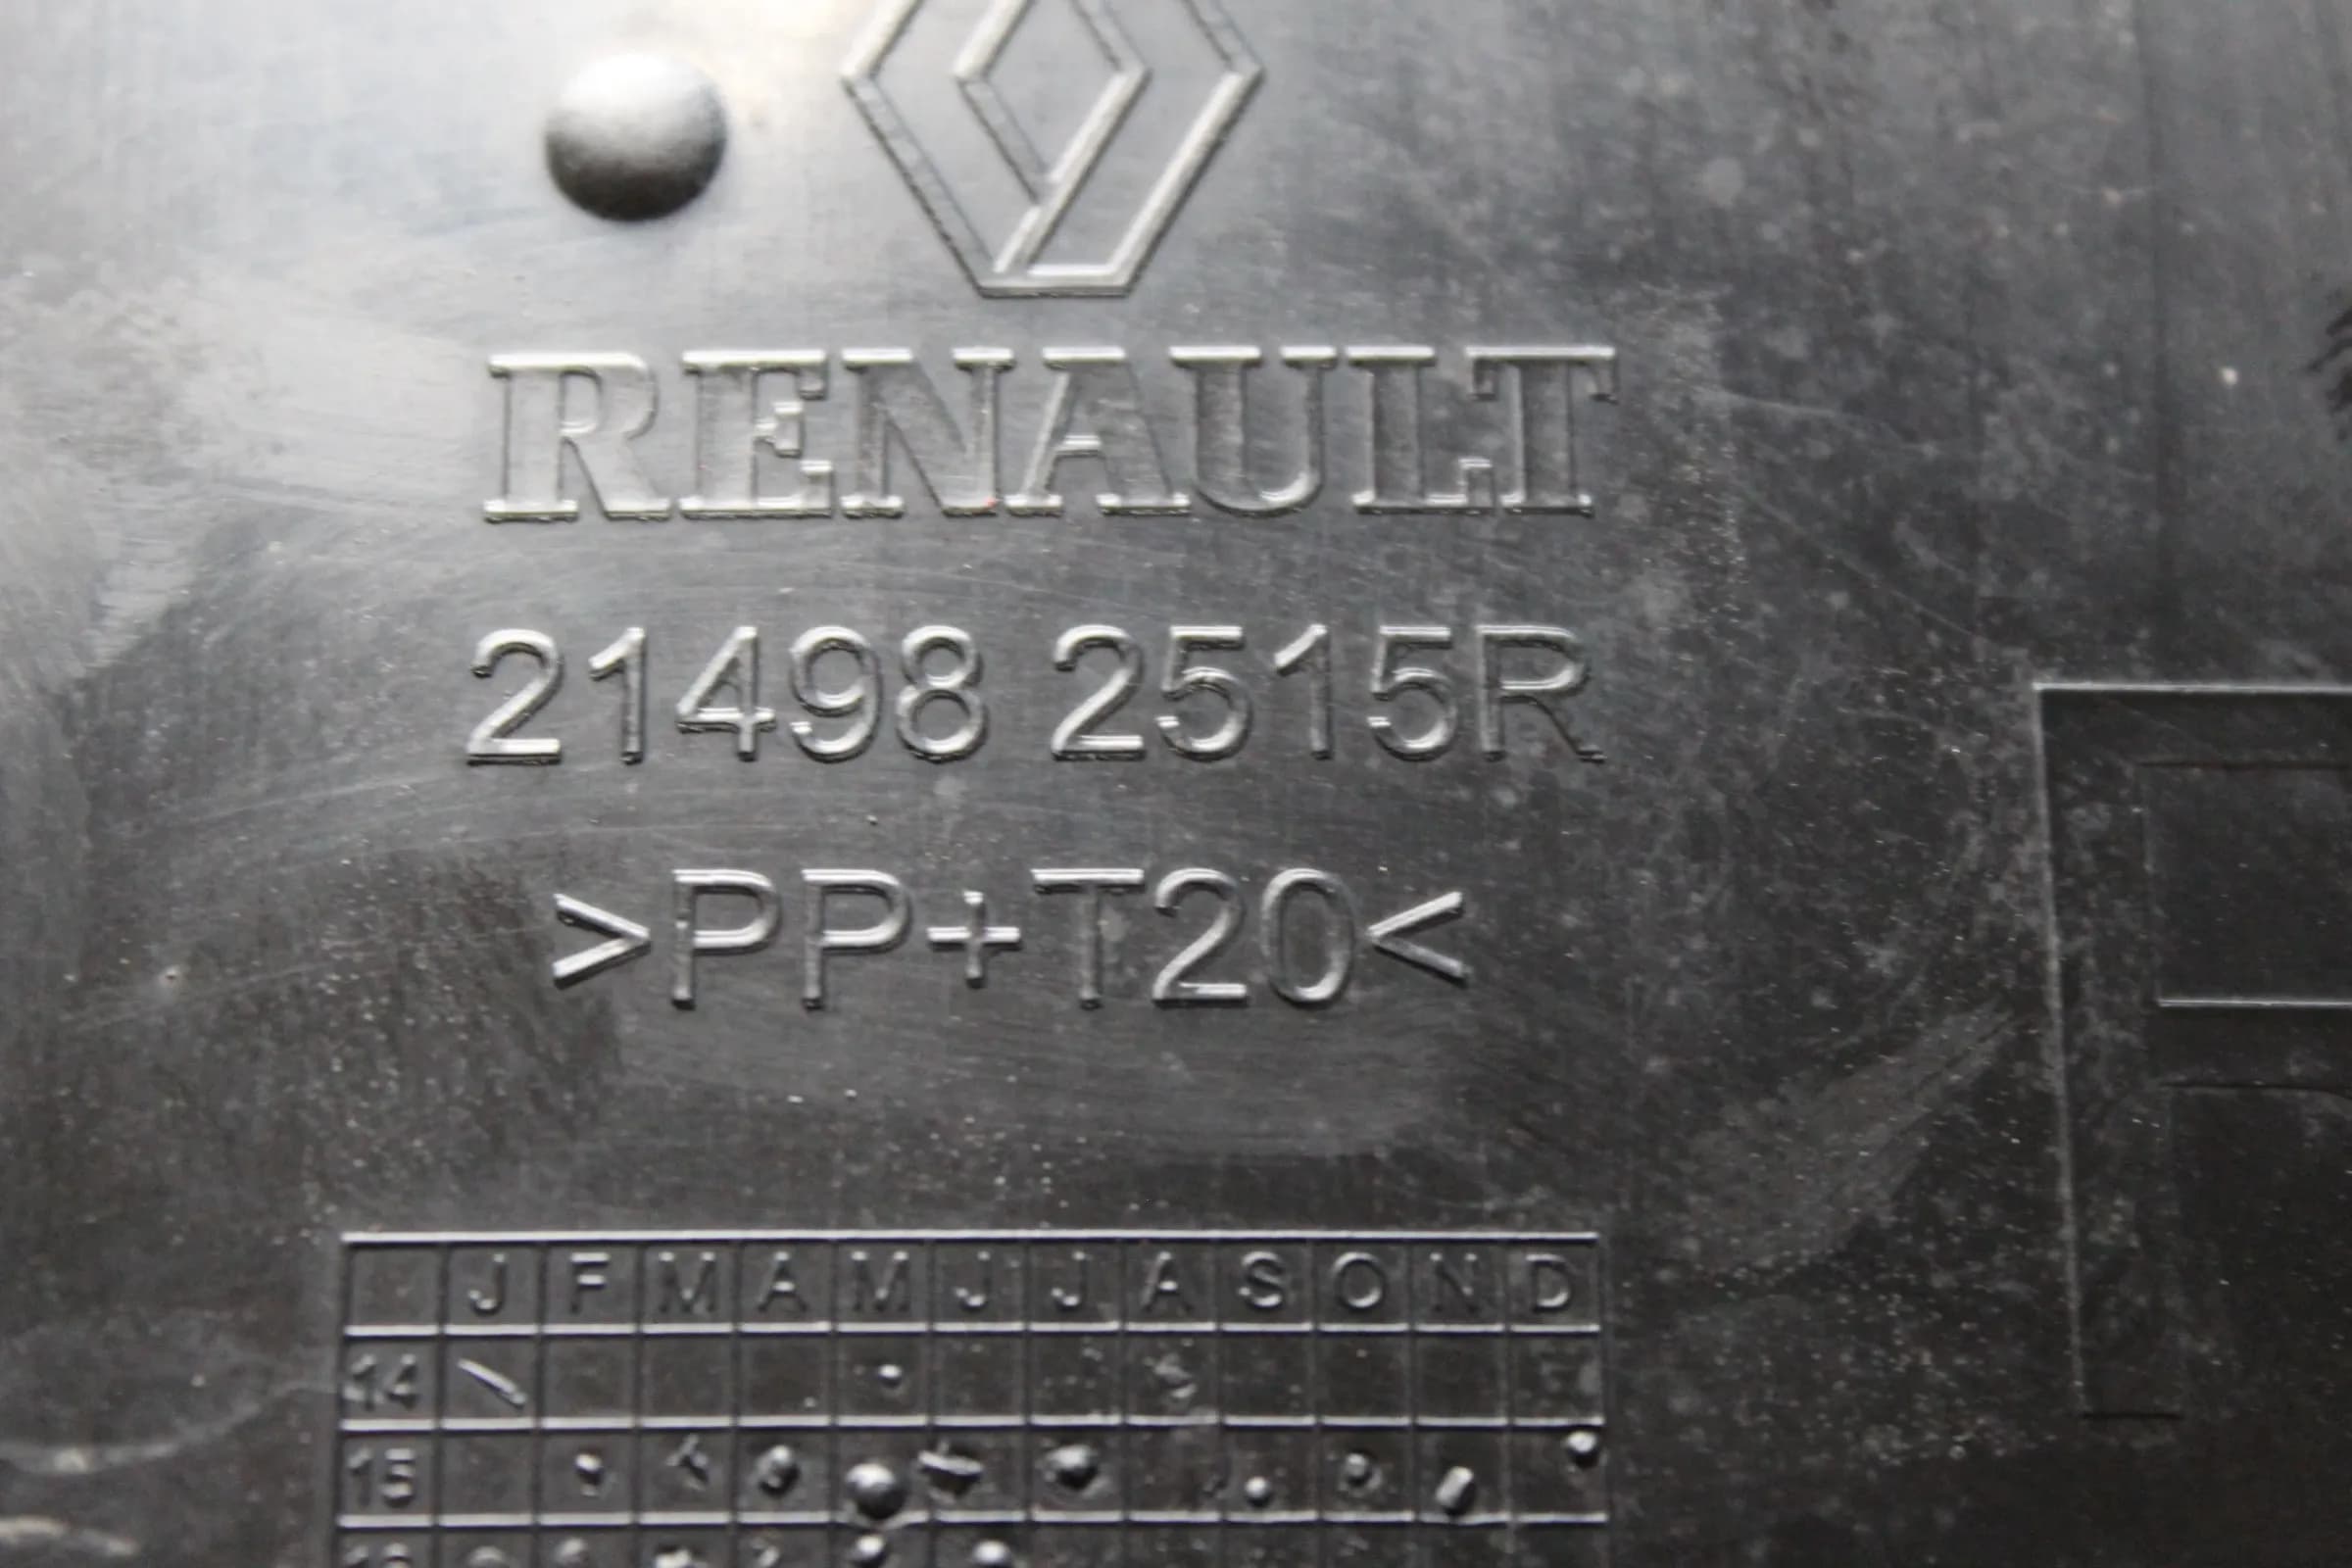 RENAULT
21498 2515R
>PP+T20<
J F M A M J J A S O N D
14
15